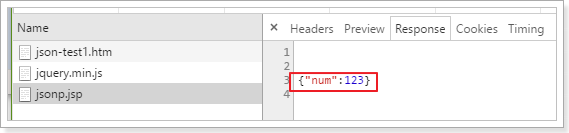 Name
json-test1.htm
jquery.min.js
jsonp.jsp
× Headers Preview Response Cookies Timing
1
2
3 {"num":123}
4